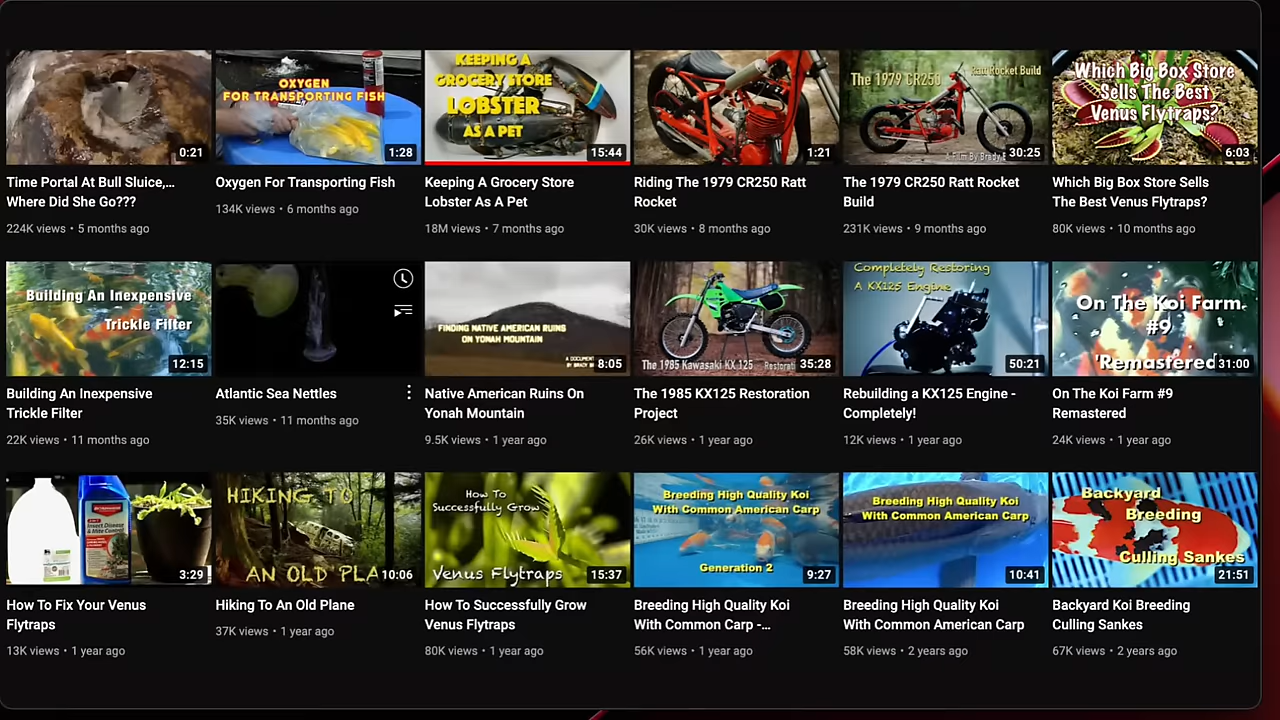 OXYGEN
FOR TRANSPORTING FISH
KEEPING A
GROCERY STORE
LOBSTER
AS A PET
The 1979 CR250
Ratt Rocket Build
A Film By Brady B
Which Big Box Store
Sells The Best
Venus Flytraps?
0:21
1:28
15:44
1:21
30:25
6:03
Time Portal At Bull Sluice,...
Where Did She Go???
224K views • 5 months ago
Oxygen For Transporting Fish
134K views • 6 months ago
Keeping A Grocery Store
Lobster As A Pet
18M views • 7 months ago
Riding The 1979 CR250 Ratt
Rocket
30K views • 8 months ago
The 1979 CR250 Ratt Rocket
Build
231K views • 9 months ago
Which Big Box Store Sells
The Best Venus Flytraps?
80K views • 10 months ago
Building An Inexpensive
Trickle Filter
12:15
FINDING NATIVE AMERICAN RUINS
ON YONAH MOUNTAIN
A DOCUMENT
BY BRADY B
8:05
The 1985 Kawasaki KX 125 Restorati
35:28
Completely Restoring
A KX125 Engine
50:21
On The Koi Farm
#9
'Remastered
31:00
Building An Inexpensive
Trickle Filter
22K views • 11 months ago
Atlantic Sea Nettles
35K views • 11 months ago
Native American Ruins On
Yonah Mountain
9.5K views • 1 year ago
The 1985 KX125 Restoration
Project
26K views • 1 year ago
Rebuilding a KX125 Engine -
Completely!
12K views • 1 year ago
On The Koi Farm #9
Remastered
24K views • 1 year ago
Insect Disease
& Mite Control
3:29
HIKING TO
AN OLD PLA
10:06
How To
Successfully Grow
Venus Flytraps
15:37
Breeding High Quality Koi
With Common American Carp
Generation 2
9:27
Breeding High Quality Koi
With Common American Carp
10:41
Backyard
Breeding
Culling Sankes
21:51
How To Fix Your Venus
Flytraps
13K views • 1 year ago
Hiking To An Old Plane
37K views • 1 year ago
How To Successfully Grow
Venus Flytraps
80K views • 1 year ago
Breeding High Quality Koi
With Common Carp -...
56K views • 1 year ago
Breeding High Quality Koi
With Common American Carp
58K views • 2 years ago
Backyard Koi Breeding
Culling Sankes
67K views • 2 years ago